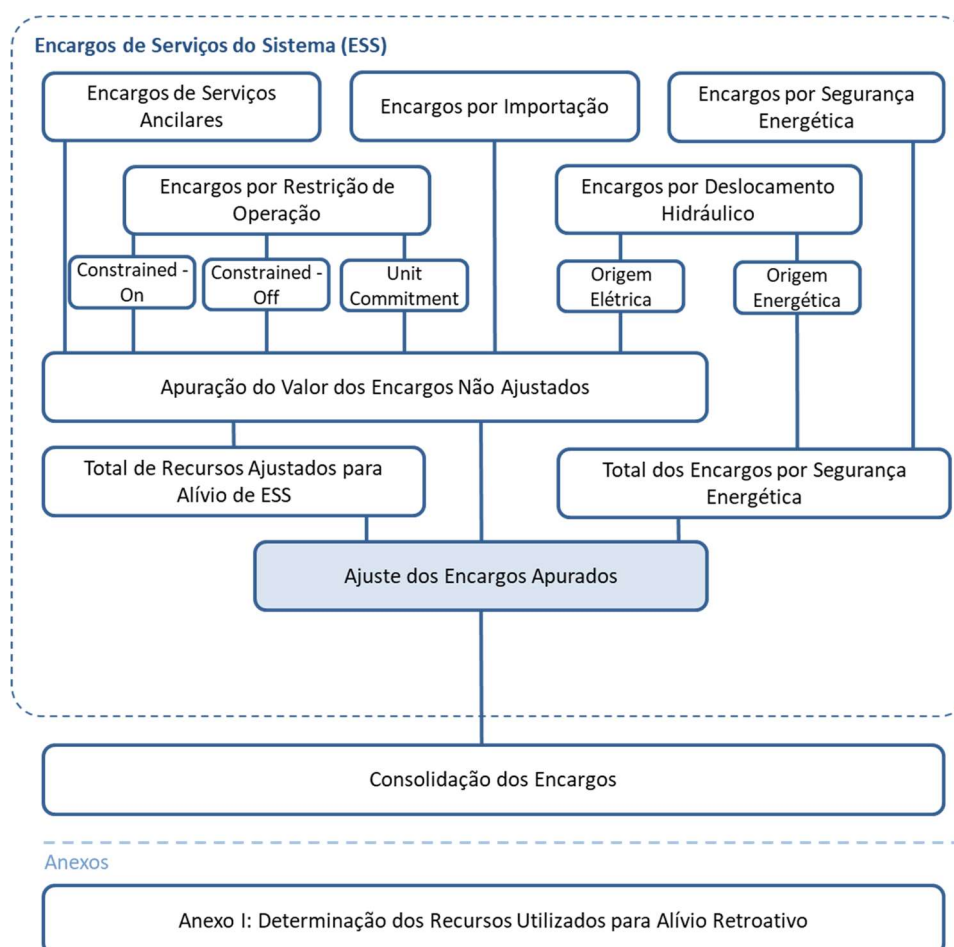 Encargos de Serviços do Sistema (ESS)
Encargos de Serviços
Ancilares
Encargos por Importação
Encargos por Segurança
Energética
Encargos por Restrição de
Operação
Encargos por Deslocamento
Hidráulico
Constrained -
On
Constrained -
Off
Unit
Commitment
Origem
Elétrica
Origem
Energética
Apuração do Valor dos Encargos Não Ajustados
Total de Recursos Ajustados para
Alívio de ESS
Total dos Encargos por Segurança
Energética
Ajuste dos Encargos Apurados
Consolidação dos Encargos
Anexos
Anexo I: Determinação dos Recursos Utilizados para Alívio Retroativo